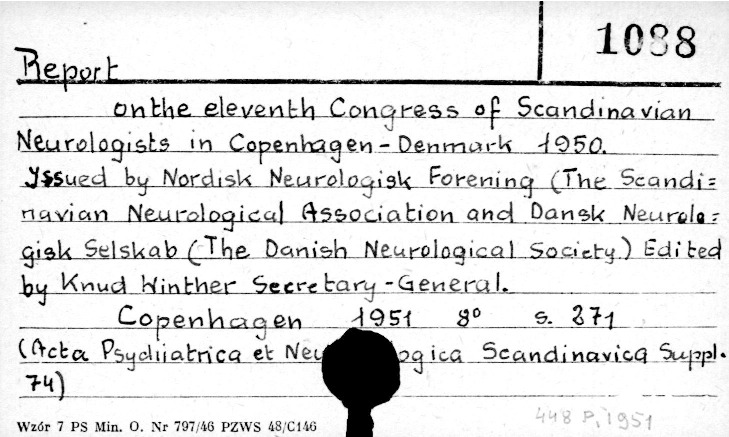 1088
Report
on the eleventh Congress of Scandinavian
Neurologists in Copenhagen - Denmark 1950.
Yssued by Nordisk Neurologisk Forening (The Scandi=
navian Neurological Association and Dansk Neurolo=
gisk Selskab (The Danish Neurological Society) Edited
by Knud Winther Secretary - General.
Copenhagen 1951 8° s. 271
(Acta Psychiatrica et Neu ogica Scandinavica Suppl.
74)
Wzór 7 PS Min. O. Nr 797/46 PZWS 48/C146
448 P, 1951